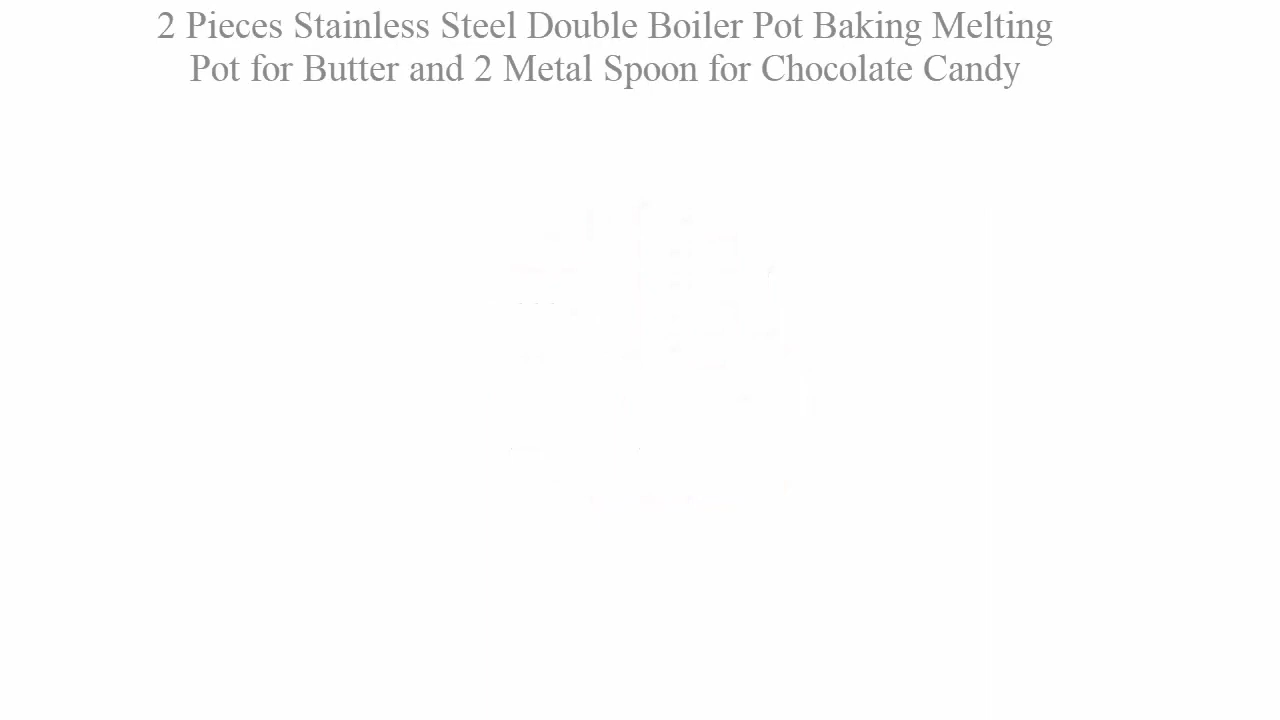 2 Pieces Stainless Steel Double Boiler Pot Baking Melting
Pot for Butter and 2 Metal Spoon for Chocolate Candy